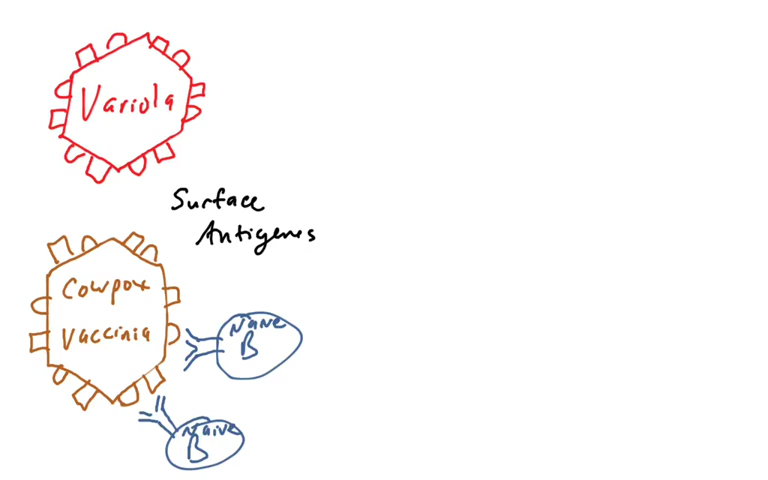 Variola
Surface
Antigens
Cowpox
Vaccinia
Naive
B
Naive
B